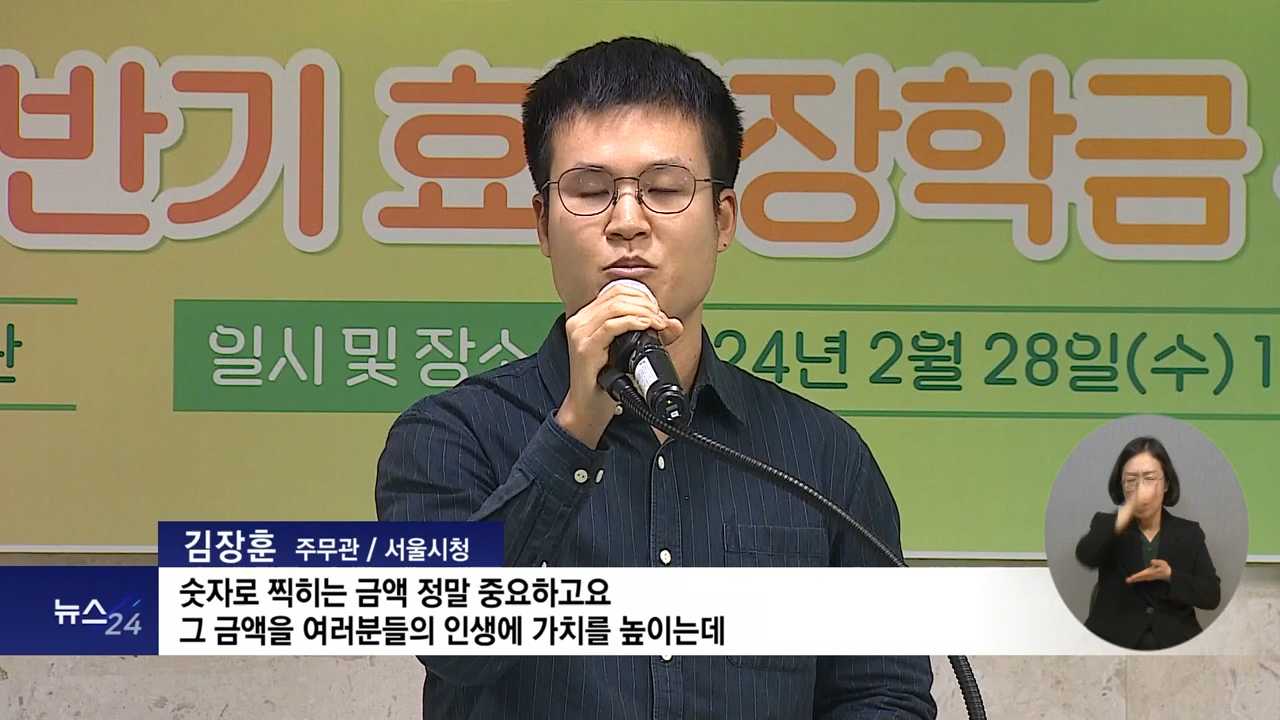 반기 효 장학금
관
일시 및 장소
24년 2월 28일(수) 1
김장훈 주무관 / 서울시청
뉴스24
숫자로 찍히는 금액 정말 중요하고요
그 금액을 여러분들의 인생에 가치를 높이는데